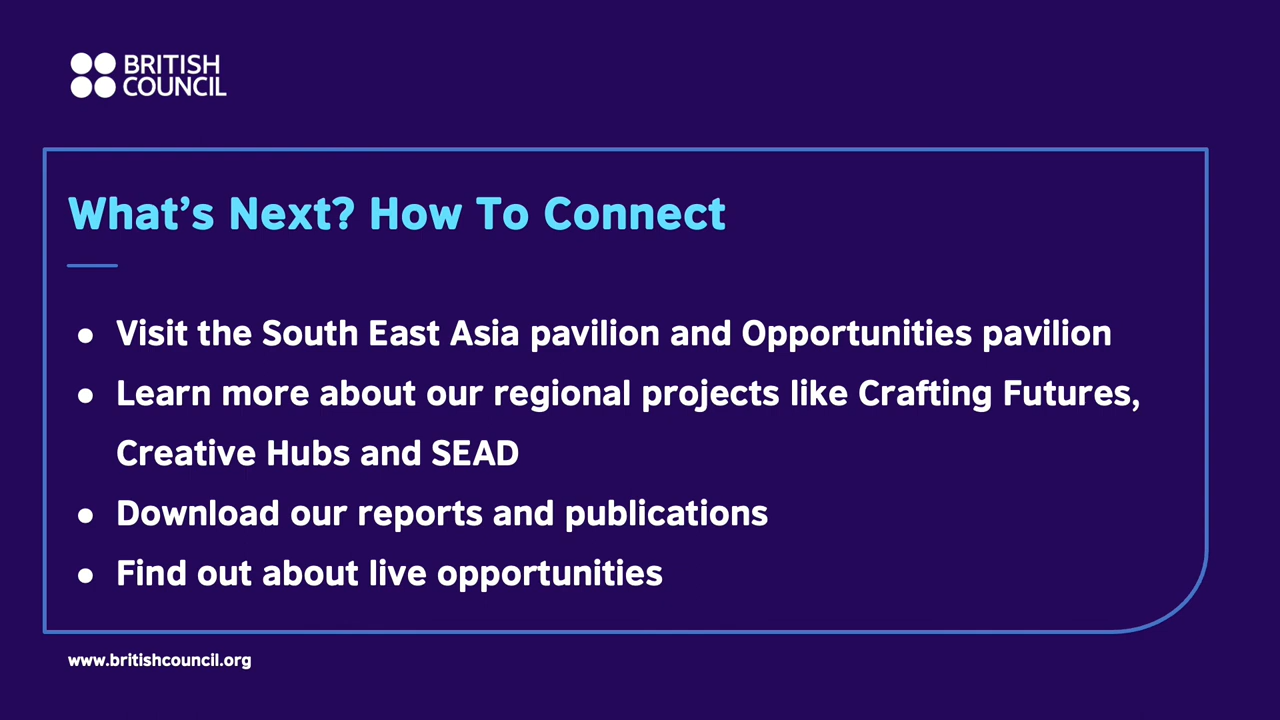 BRITISH
COUNCIL
What’s Next? How To Connect
● Visit the South East Asia pavilion and Opportunities pavilion
● Learn more about our regional projects like Crafting Futures,
Creative Hubs and SEAD
● Download our reports and publications
● Find out about live opportunities
www.britishcouncil.org